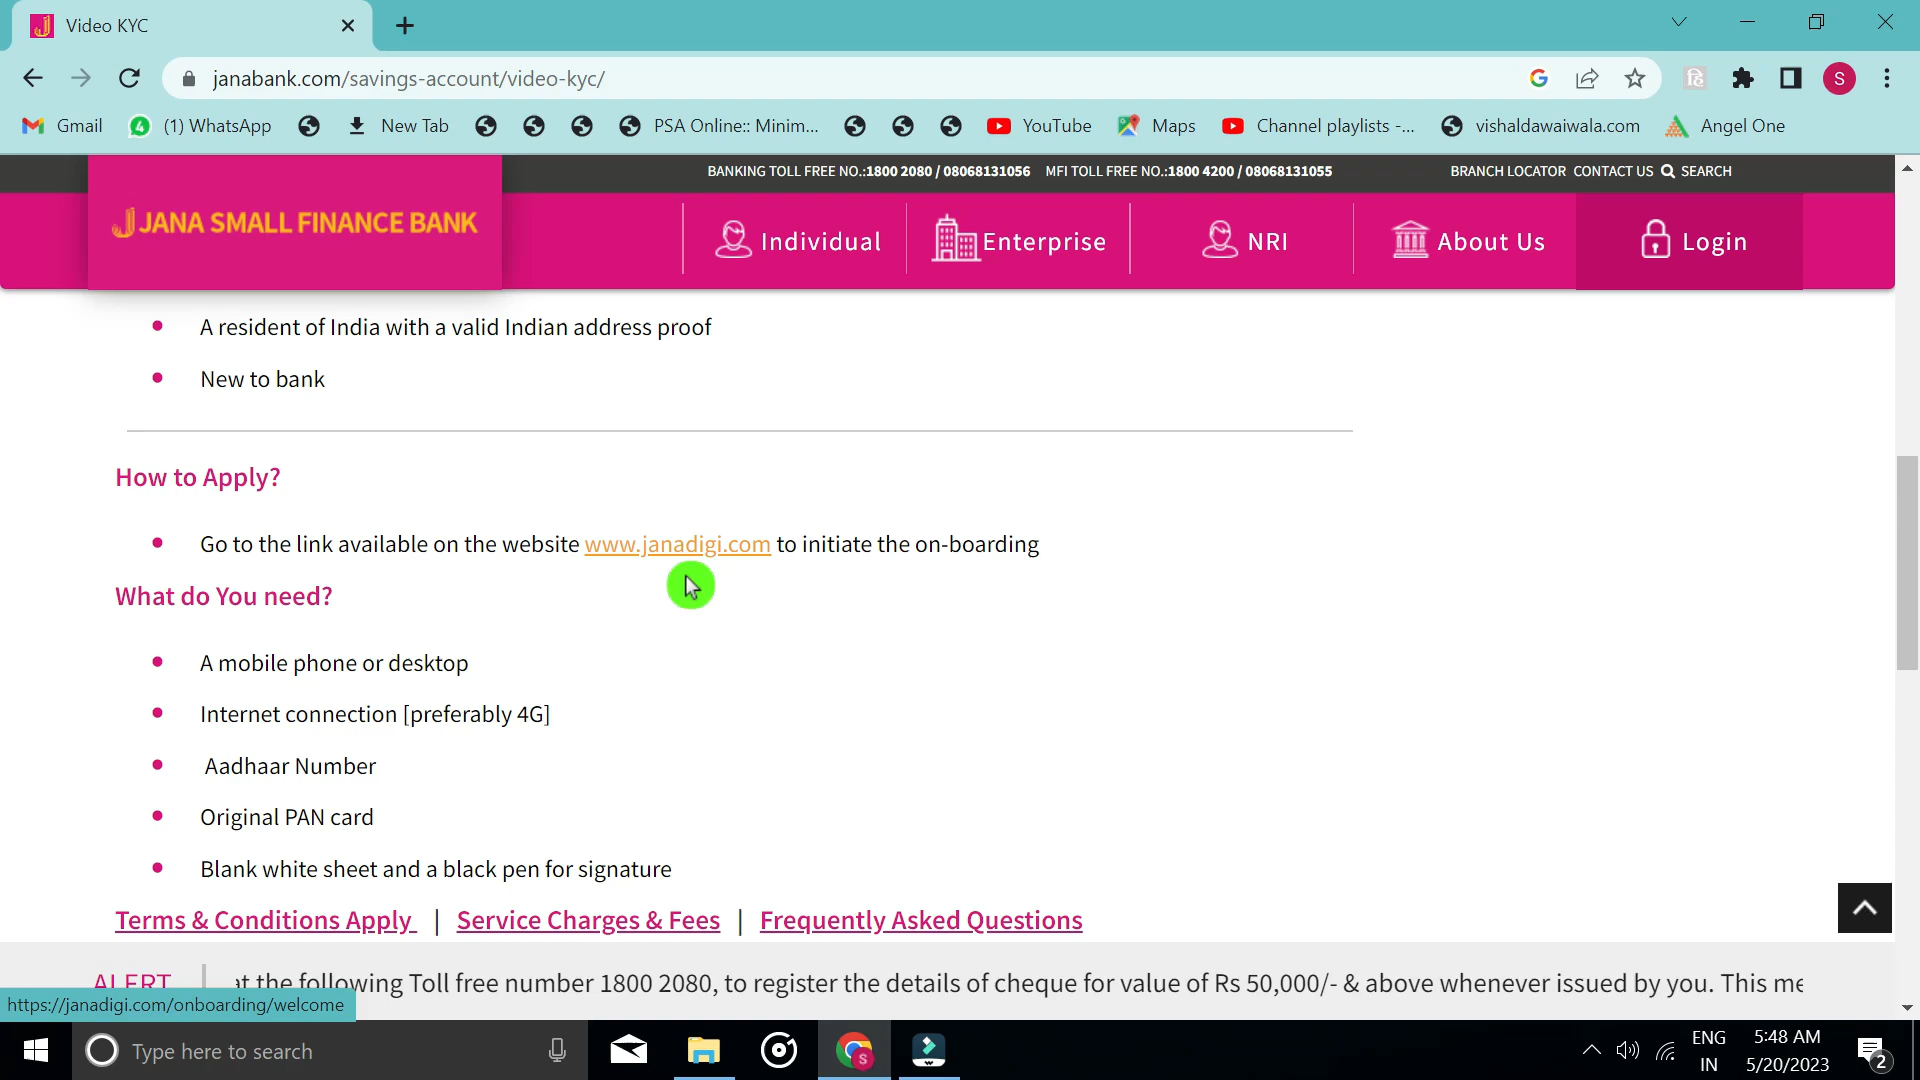 Video KYC
janabank.com/savings-account/video-kyc/
S
Gmail
4
(1) WhatsApp
New Tab
PSA Online:: Minim...
YouTube
Maps
Channel playlists -...
vishaldawaiwala.com
Angel One
BANKING TOLL FREE NO.:1800 2080 / 08068131056 MFI TOLL FREE NO.:1800 4200 / 08068131055 BRANCH LOCATOR CONTACT US SEARCH
JANA SMALL FINANCE BANK
Individual
Enterprise
NRI
About Us
Login
A resident of India with a valid Indian address proof
New to bank
How to Apply?
Go to the link available on the website www.janadigi.com to initiate the on-boarding
What do You need?
A mobile phone or desktop
Internet connection [preferably 4G]
Aadhaar Number
Original PAN card
Blank white sheet and a black pen for signature
Terms & Conditions Apply | Service Charges & Fees | Frequently Asked Questions
ALERT
at the following Toll free number 1800 2080, to register the details of cheque for value of Rs 50,000/- & above whenever issued by you. This me
https://janadigi.com/onboarding/welcome
Type here to search
S
ENG
IN
5:48 AM
5/20/2023
2